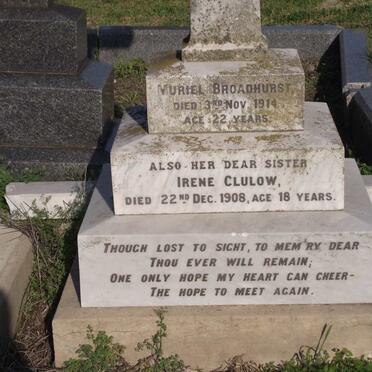 MURIEL BROADHURST,
DIED 3RD NOV. 1914,
AGE 22 YEARS.
ALSO HER DEAR SISTER
IRENE CLULOW,
DIED 22ND DEC. 1908, AGE 18 YEARS.
THOUGH LOST TO SIGHT, TO MEM'RY DEAR
THOU EVER WILL REMAIN;
ONE ONLY HOPE MY HEART CAN CHEER-
THE HOPE TO MEET AGAIN.